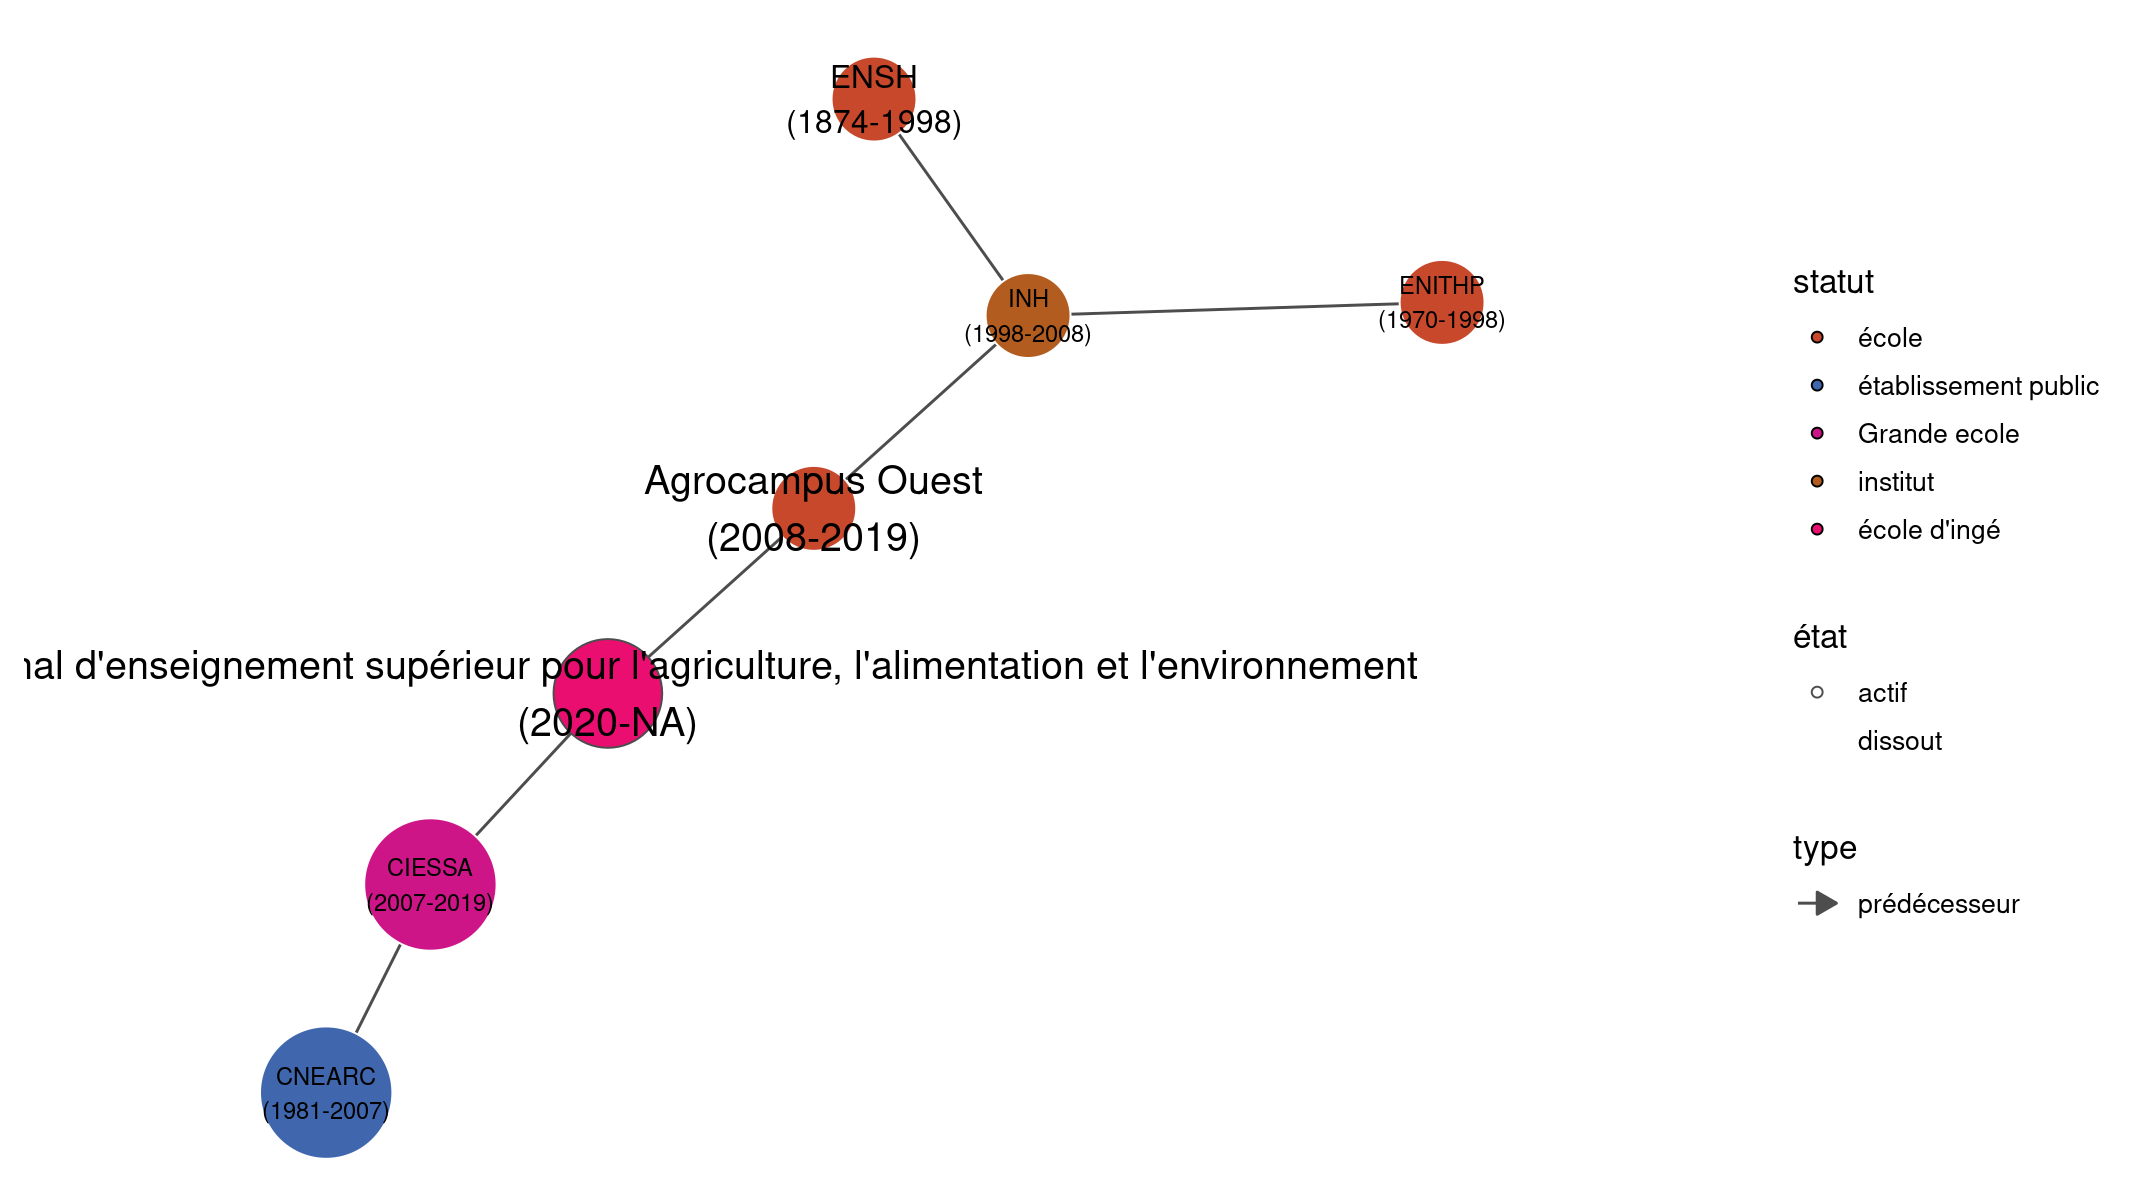 ENSH
(1874-1998)
INH
(1998-2008)
ENITHP
(1970-1998)
Agrocampus Ouest
(2008-2019)
d'enseignement supérieur pour l'agriculture, l'alimentation et l'environnement
(2020-NA)
CIESSA
(2007-2019)
CNEARC
(1981-2007)
statut
école
établissement public
Grande ecole
institut
école d'ingé
état
actif
dissout
type
prédécesseur